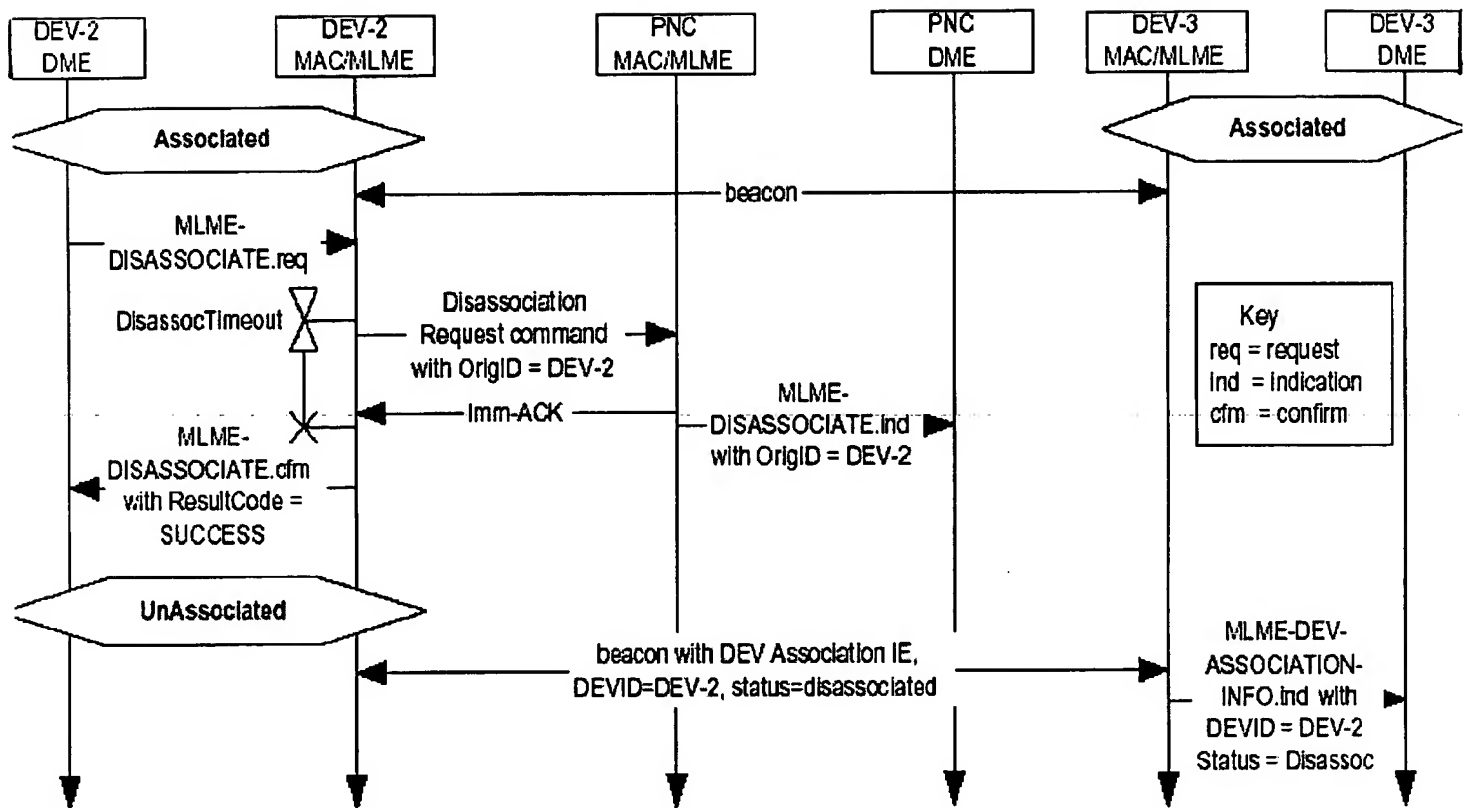 DEV-2
DME
DEV-2
MAC/MLME
PNC
MAC/MLME
PNC
DME
DEV-3
MAC/MLME
DEV-3
DME
Associated
Associated
beacon
MLME-
DISASSOCIATE.req
DisassocTimeout
Disassociation
Request command
with OrigID = DEV-2
Key
req = request
ind = indication
cfm = confirm
Imm-ACK
MLME-
DISASSOCIATE.ind
with OrigID = DEV-2
MLME-
DISASSOCIATE.cfm
with ResultCode =
SUCCESS
UnAssociated
beacon with DEV Association IE,
DEVID=DEV-2, status=disassociated
MLME-DEV-
ASSOCIATION-
INFO.ind with
DEVID = DEV-2
Status = Disassoc